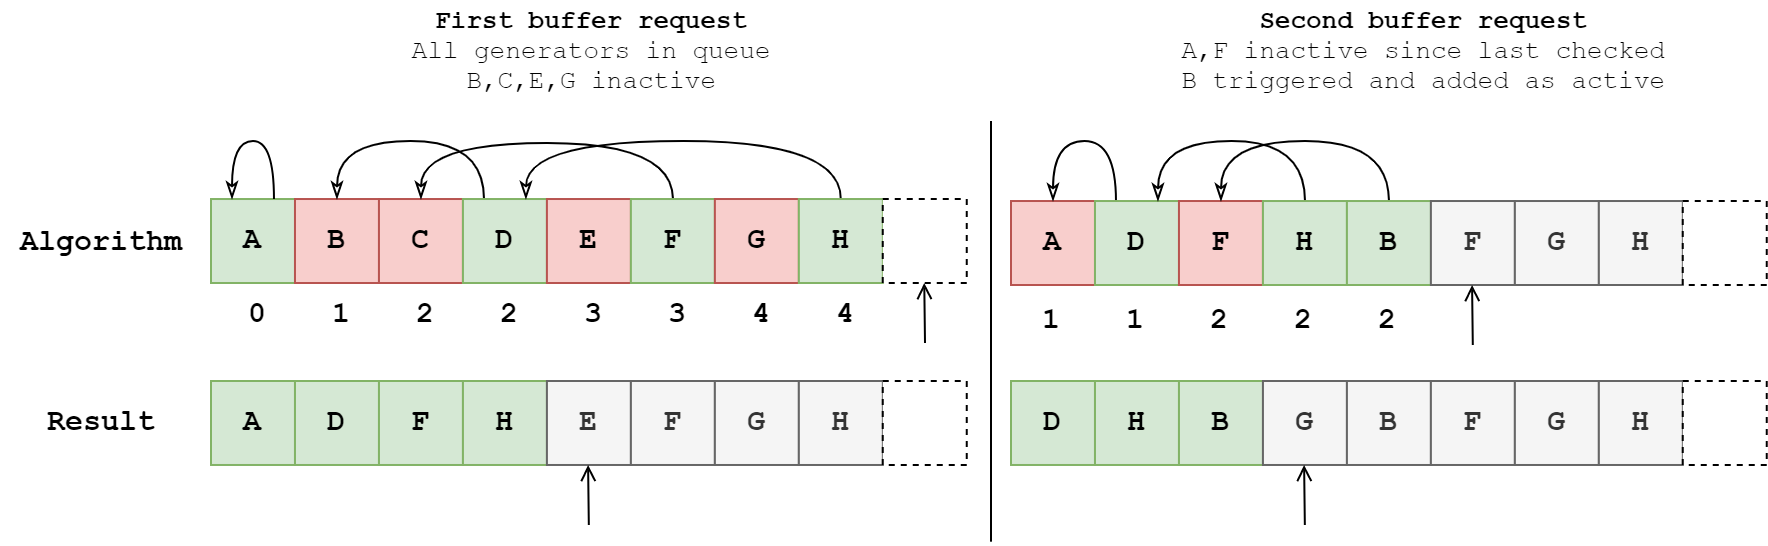 First buffer request
All generators in queue
B,C,E,G inactive
Second buffer request
A,F inactive since last checked
B triggered and added as active
Algorithm
A B C D E F G H
0 1 2 2 3 3 4 4
A D F H B F G H
1 1 2 2 2
Result
A D F H E F G H
D H B G B F G H